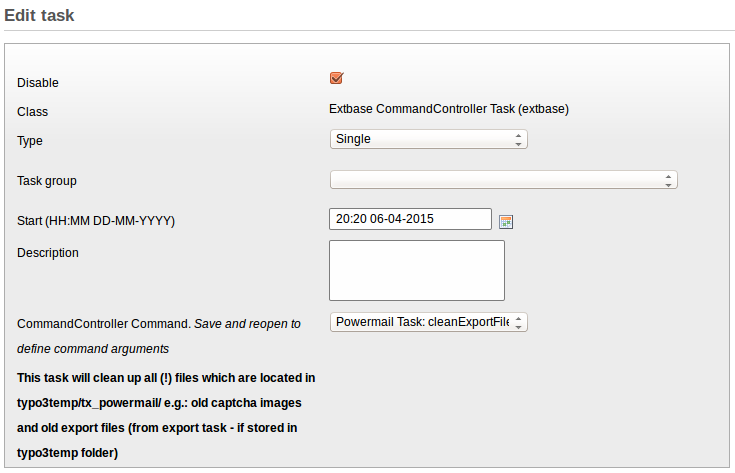 Edit task
Disable
Class Extbase CommandController Task (extbase)
Type Single
Task group
Start (HH:MM DD-MM-YYYY) 20:20 06-04-2015
Description
CommandController Command. Save and reopen to Powermail Task: cleanExportFile
define command arguments
This task will clean up all (!) files which are located in
typo3temp/tx_powermail/ e.g.: old captcha images
and old export files (from export task - if stored in
typo3temp folder)